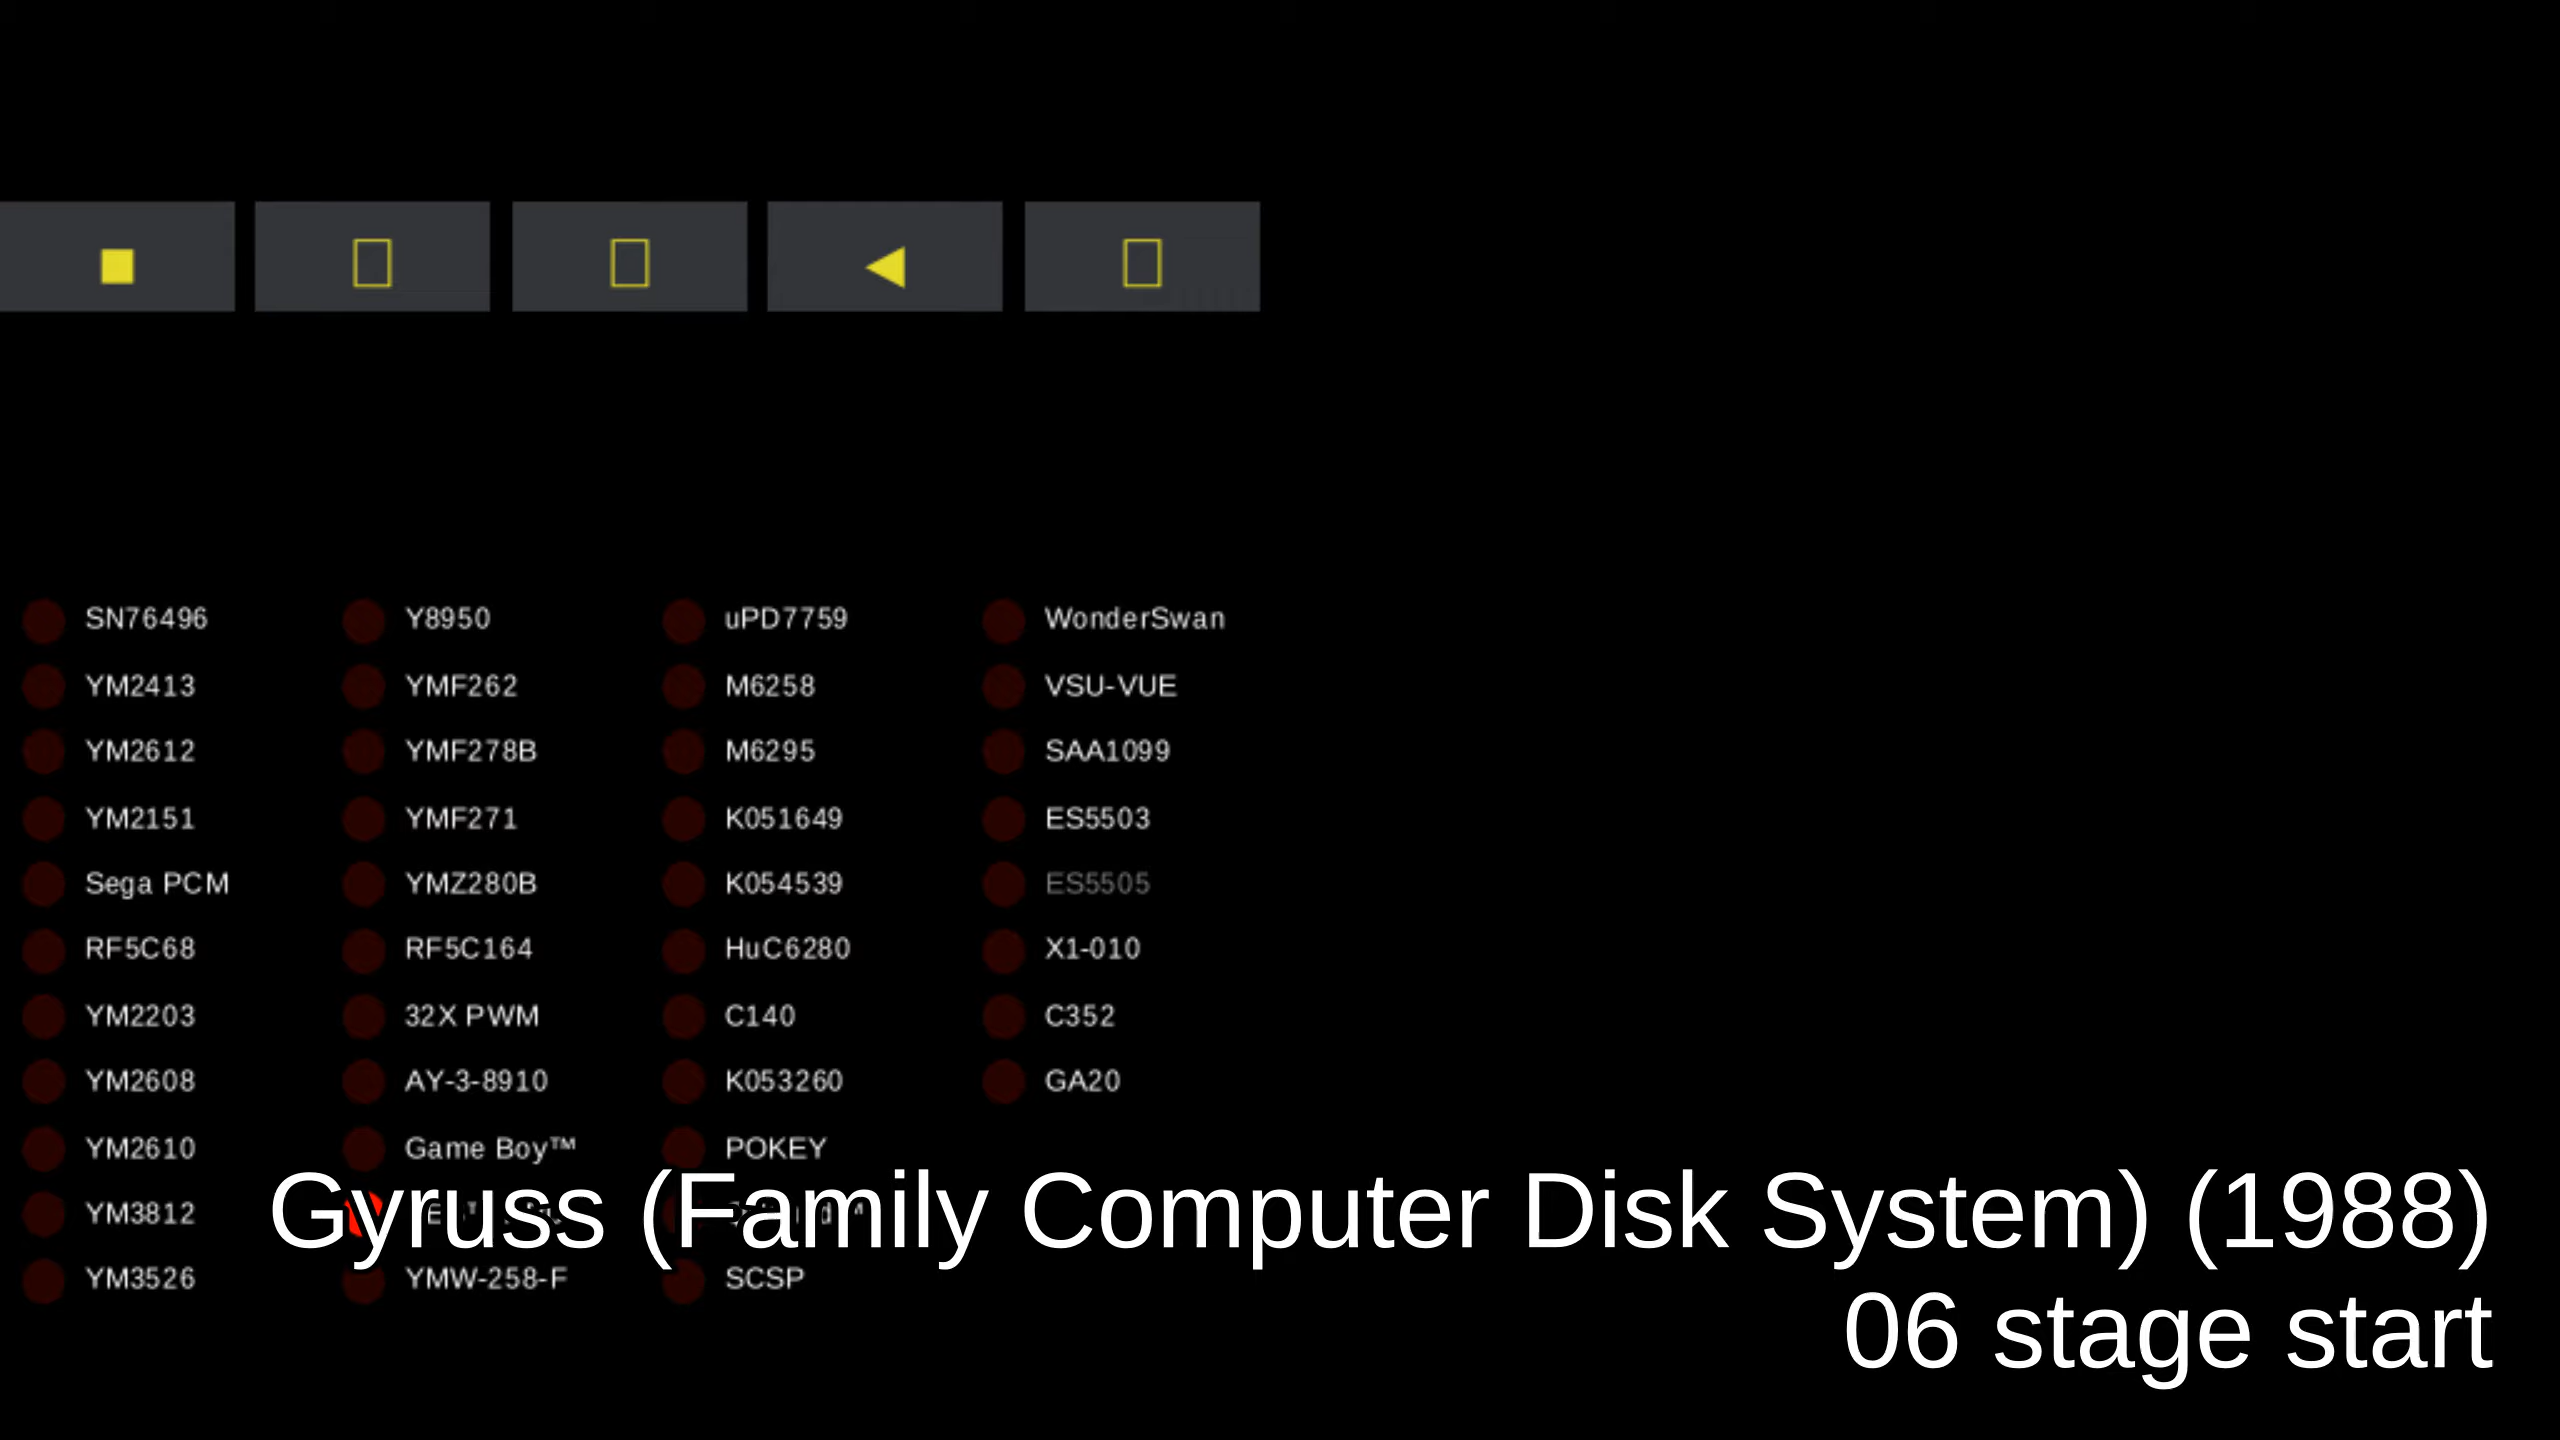 SN76496 Y8950 uPD7759 WonderSwan
YM2413 YMF262 M6258 VSU-VUE
YM2612 YMF278B M6295 SAA1099
YM2151 YMF271 K051649 ES5503
Sega PCM YMZ280B K054539 ES5505
RF5C68 RF5C164 HuC6280 X1-010
YM2203 32X PWM C140 C352
YM2608 AY-3-8910 K053260 GA20
YM2610 Game Boy™ POKEY
YM3812
YM3526 YMW-258-F SCSP
Gyruss (Family Computer Disk System) (1988)
06 stage start